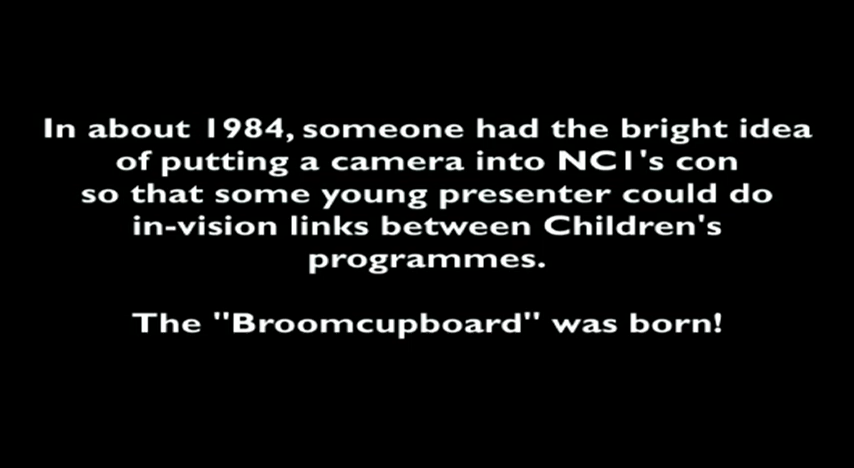 In about 1984, someone had the bright idea
of putting a camera into NC1's con
so that some young presenter could do
in-vision links between Children's
programmes.
The "Broomcupboard" was born!